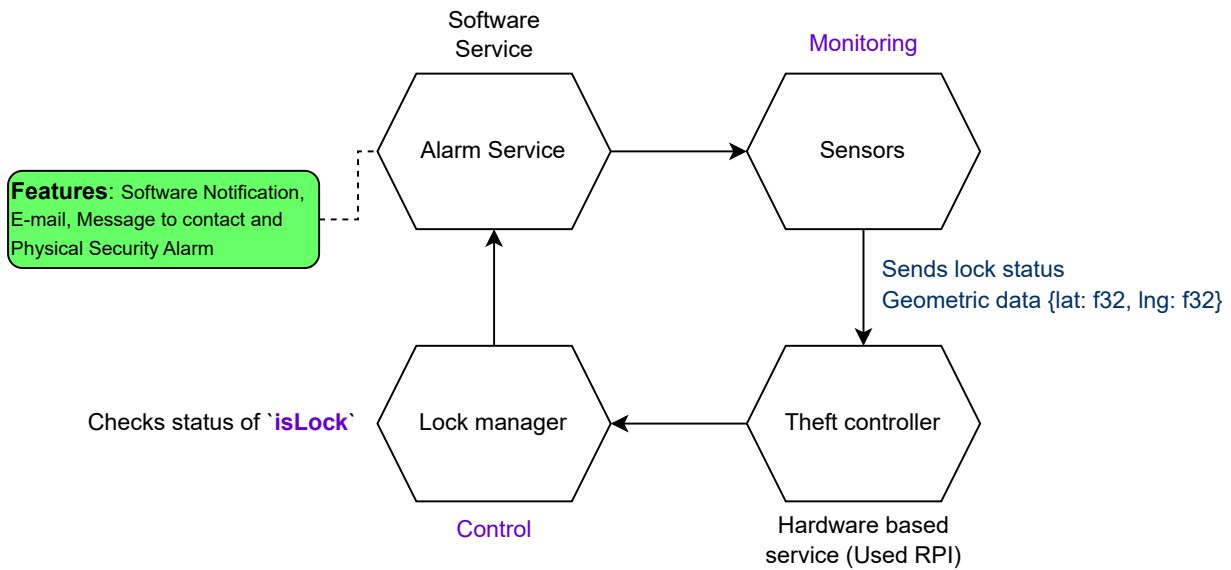 Software
Service
Monitoring
Alarm Service
Sensors
Features: Software Notification,
E-mail, Message to contact and
Physical Security Alarm
Sends lock status
Geometric data {lat: f32, lng: f32}
Checks status of `isLock`
Lock manager
Theft controller
Control
Hardware based
service (Used RPI)